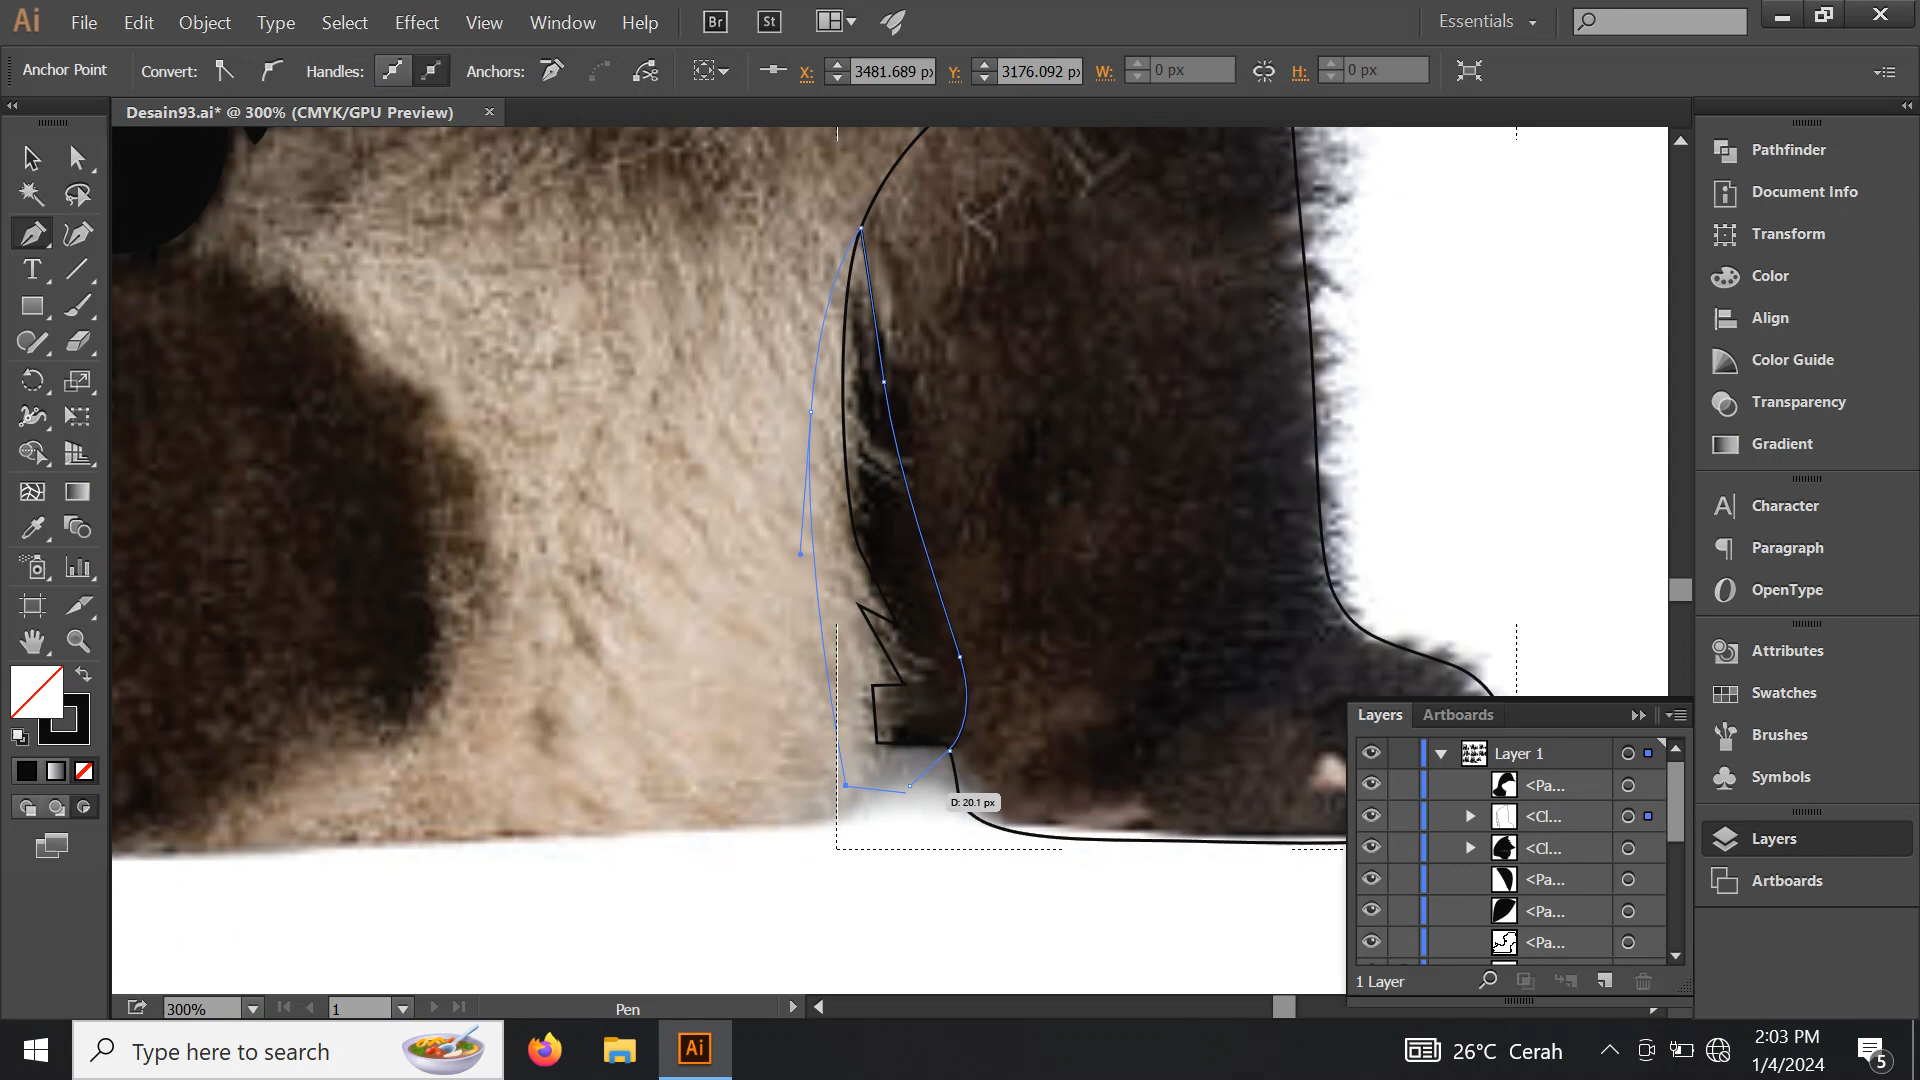 Ai File Edit Object Type Select Effect View Window Help Br St Essentials
Anchor Point Convert: Handles: Anchors: X: 3481.689 px Y: 3176.092 px W: 0 px H: 0 px
Desain93.ai* @ 300% (CMYK/GPU Preview)
Pathfinder
Document Info
Transform
Color
Align
Color Guide
Transparency
Gradient
Character
Paragraph
OpenType
Attributes
Swatches
Brushes
Symbols
Layers
Artboards
D: 20.1 px
Layers Artboards
Layer 1
<Pa...
<Cl...
<Cl...
<Pa...
<Pa...
<Pa...
1 Layer
300% 1 Pen
Type here to search Ai 26°C Cerah 2:03 PM
1/4/2024 5